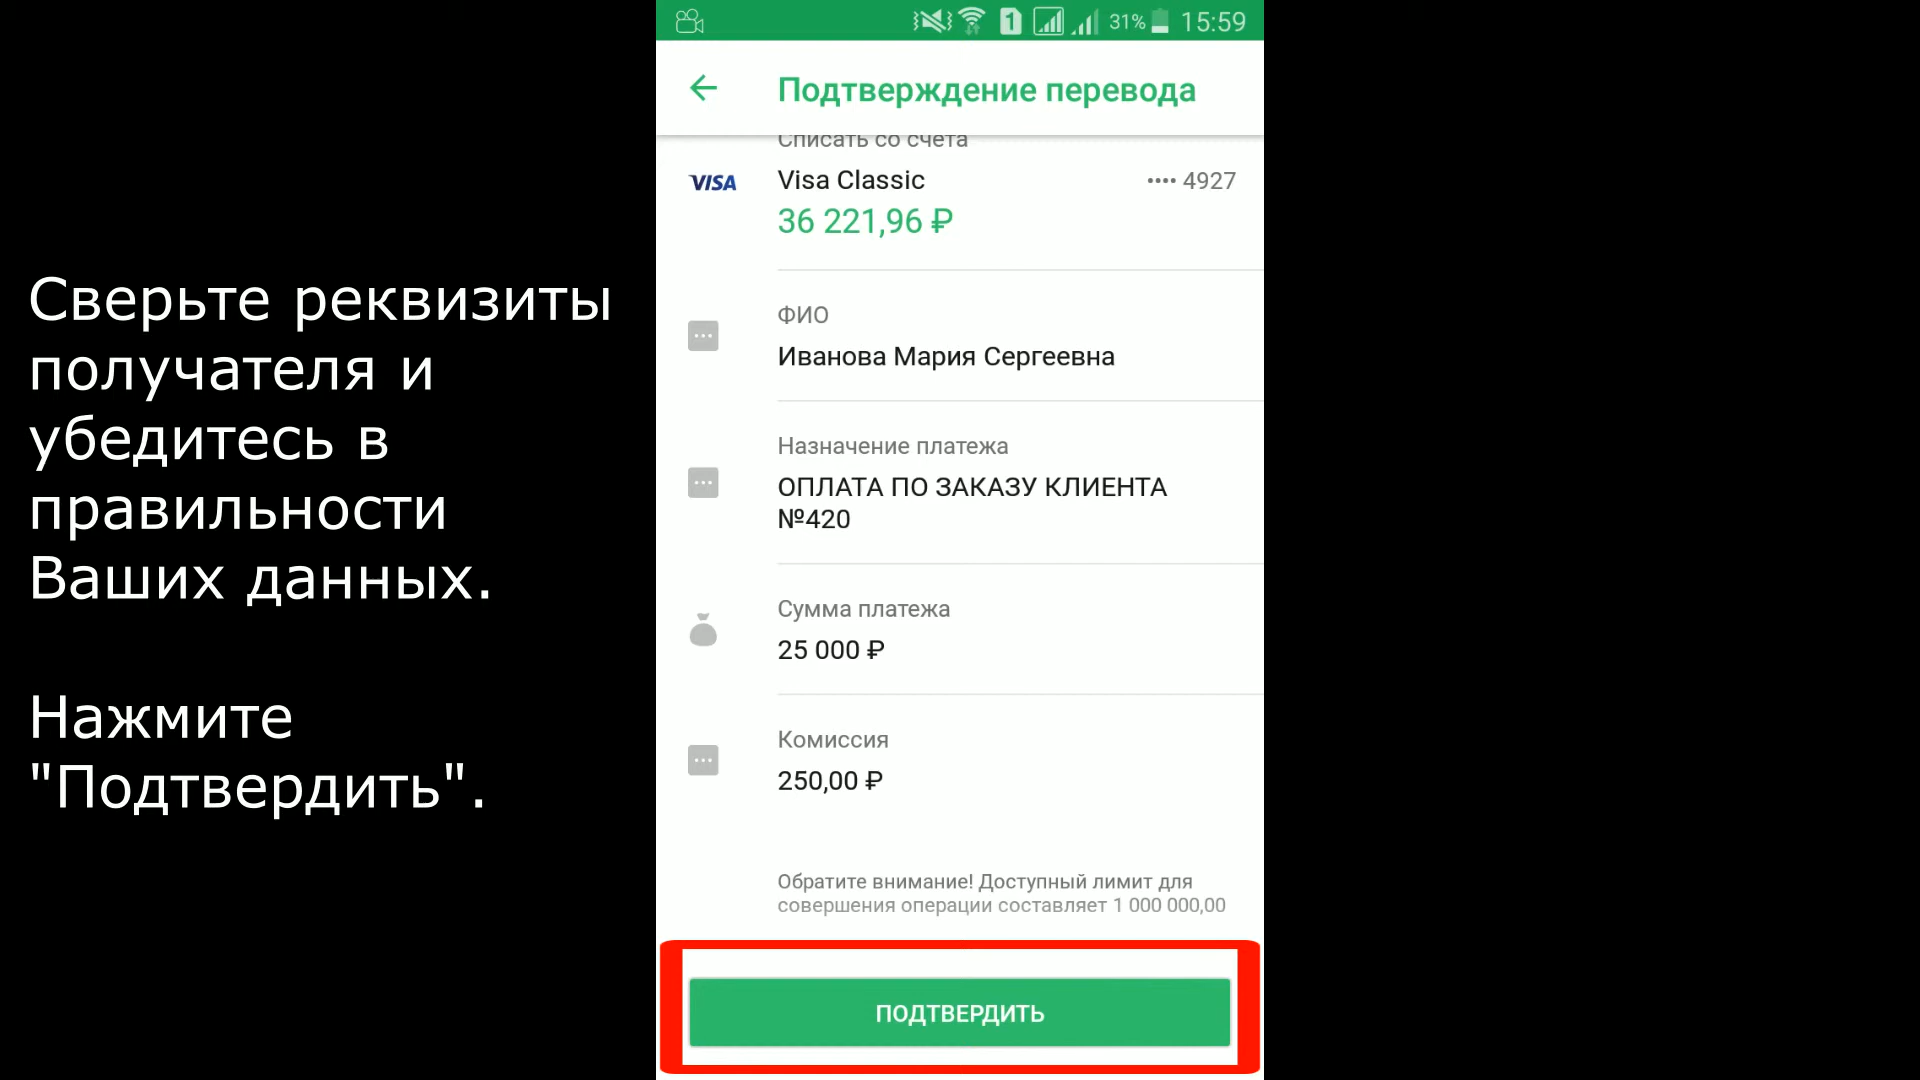 Сверьте реквизиты
получателя и
убедитесь в
правильности
Ваших данных.
Нажмите
"Подтвердить".
1 31% 15:59
Подтверждение перевода
Списать со счета
VISA Visa Classic •••• 4927
36 221,96 ₽
ФИО
Иванова Мария Сергеевна
Назначение платежа
ОПЛАТА ПО ЗАКАЗУ КЛИЕНТА
№420
Сумма платежа
25 000 ₽
Комиссия
250,00 ₽
Обратите внимание! Доступный лимит для
совершения операции составляет 1 000 000,00
ПОДТВЕРДИТЬ